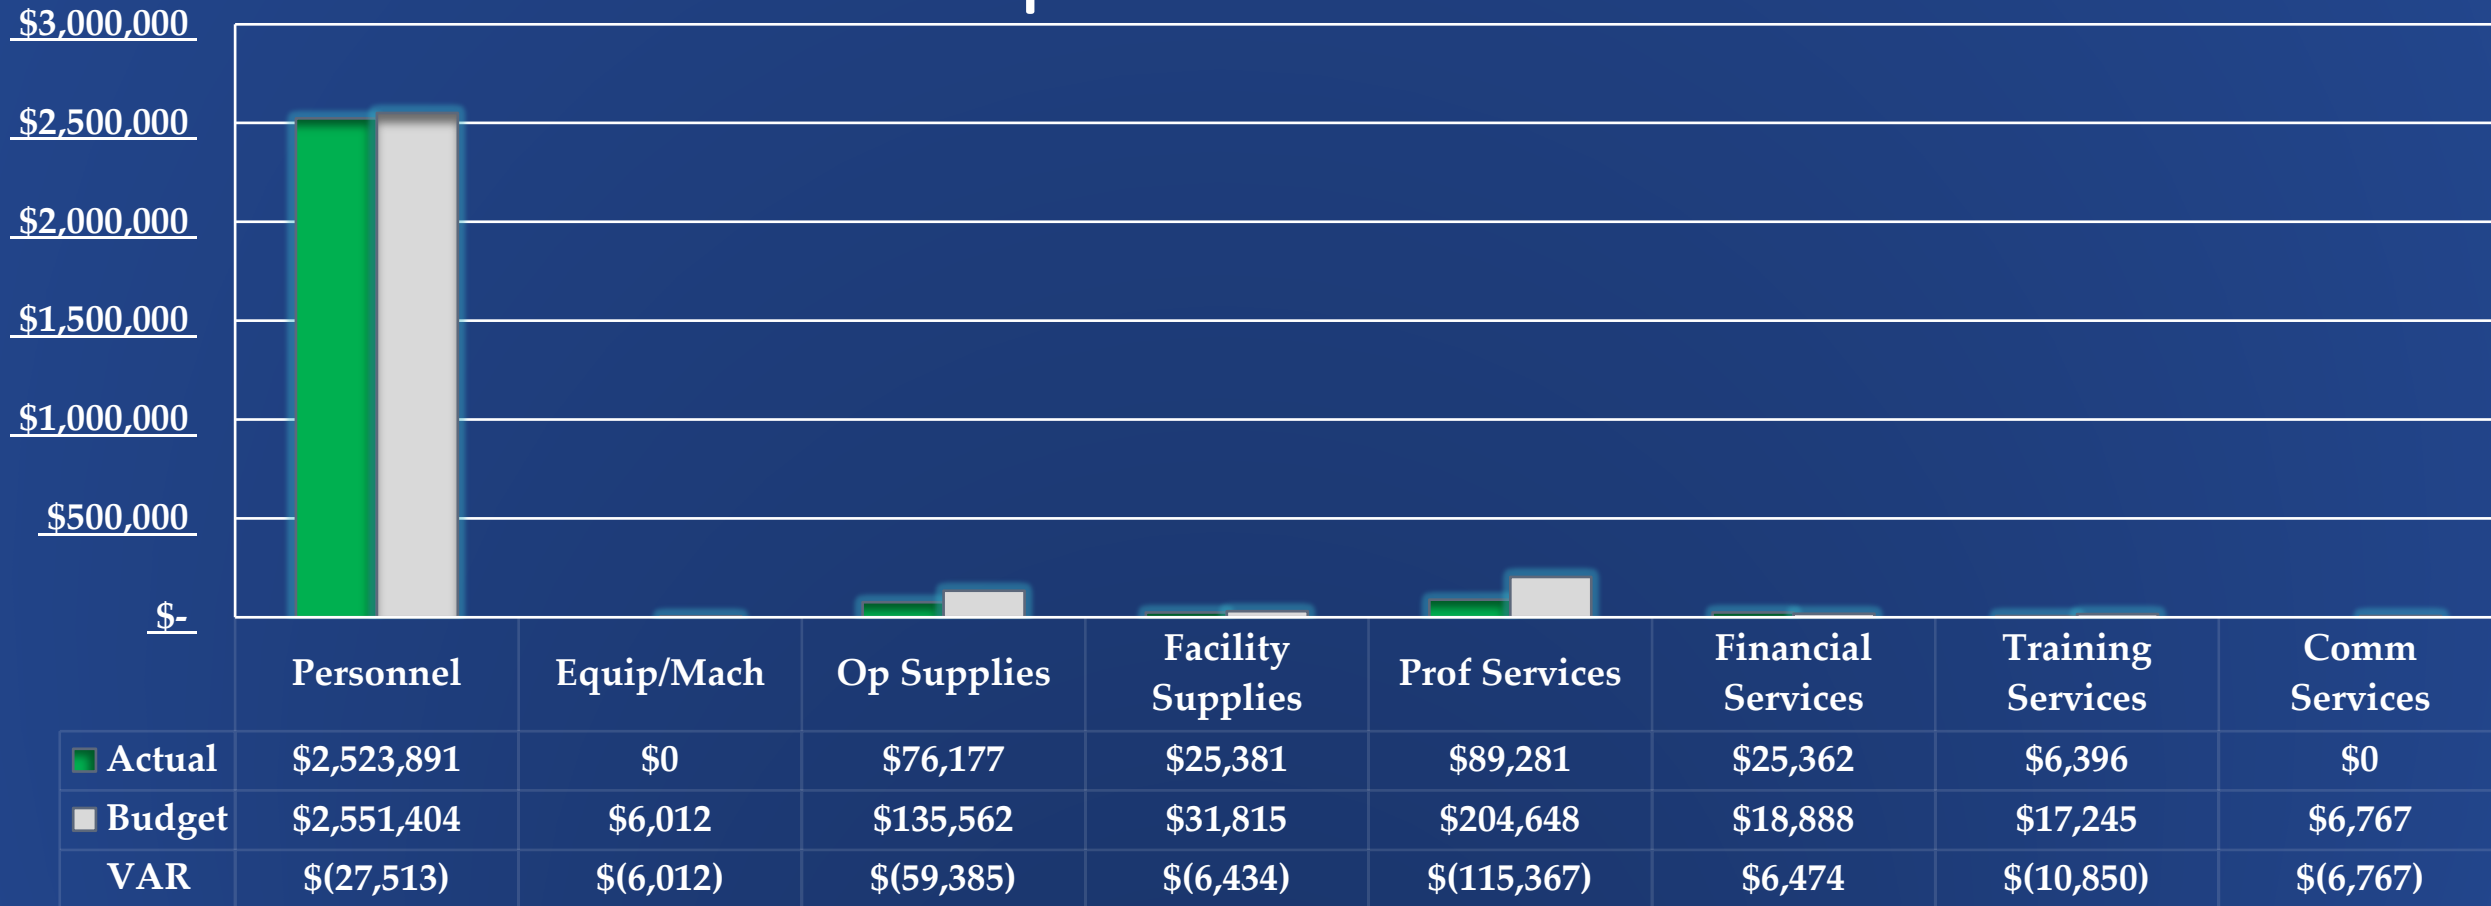 $3,000,000
$2,500,000
$2,000,000
$1,500,000
$1,000,000
$500,000
$-
Personnel Equip/Mach Op Supplies Facility Supplies Prof Services Financial Services Training Services Comm Services
Actual $2,523,891 $0 $76,177 $25,381 $89,281 $25,362 $6,396 $0
Budget $2,551,404 $6,012 $135,562 $31,815 $204,648 $18,888 $17,245 $6,767
VAR $(27,513) $(6,012) $(59,385) $(6,434) $(115,367) $6,474 $(10,850) $(6,767)